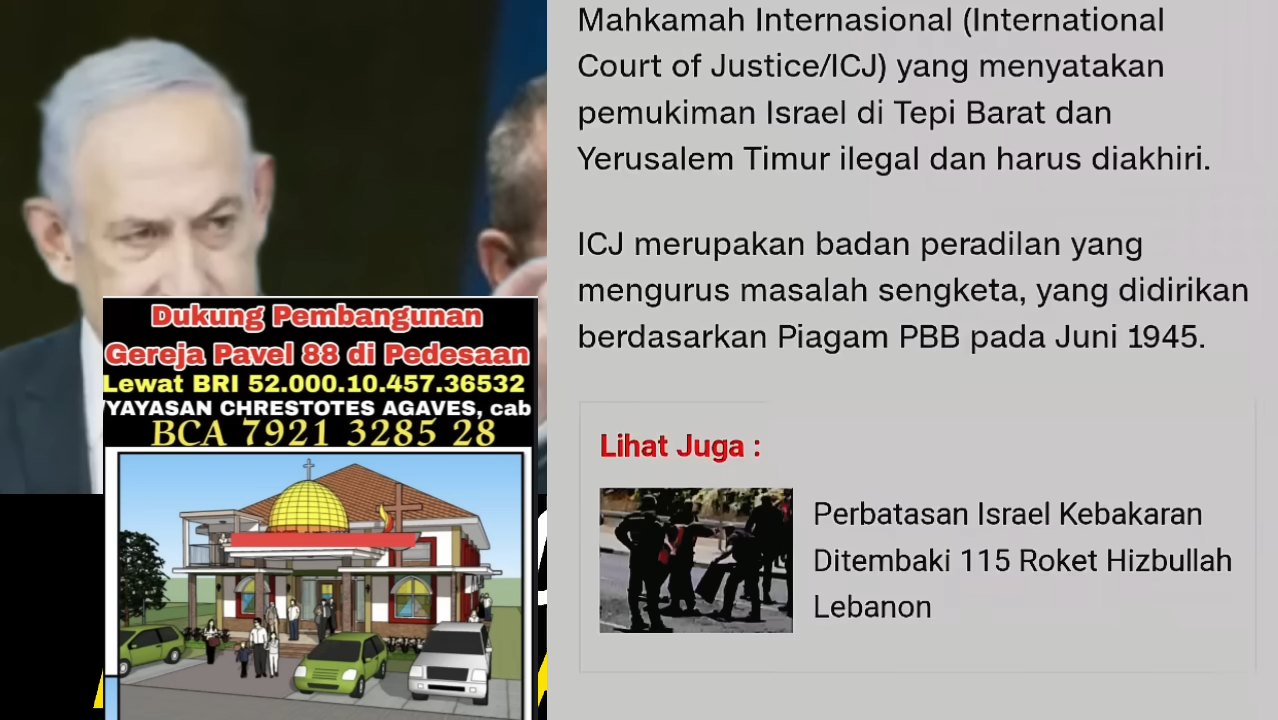 Dukung Pembangunan
Gereja Pavel 88 di Pedesaan
Lewat BRI 52.000.10.457.36532
YAYASAN CHRESTOTES AGAVES, cab
BCA 7921 3285 28
Mahkamah Internasional (International
Court of Justice/ICJ) yang menyatakan
pemukiman Israel di Tepi Barat dan
Yerusalem Timur ilegal dan harus diakhiri.
ICJ merupakan badan peradilan yang
mengurus masalah sengketa, yang didirikan
berdasarkan Piagam PBB pada Juni 1945.
Lihat Juga :
Perbatasan Israel Kebakaran
Ditembaki 115 Roket Hizbullah
Lebanon